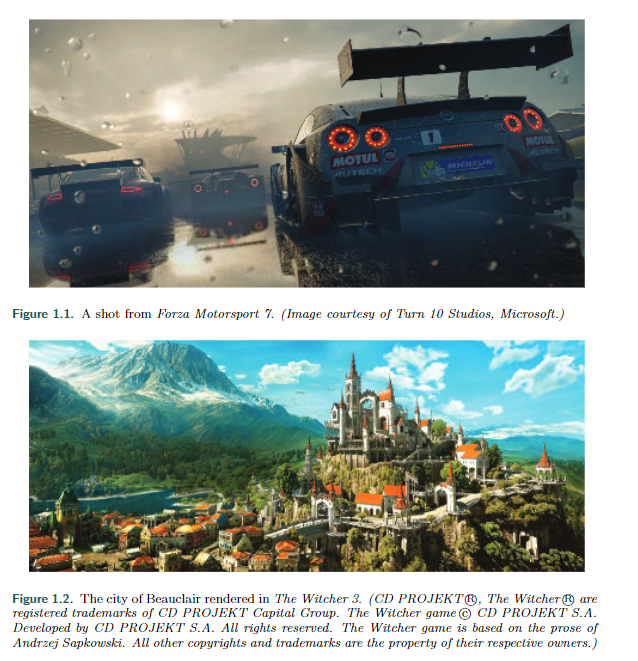 1
MOTUL
AUTECH
MICHELIN
MOTUL
AUTECH
Figure 1.1. A shot from Forza Motorsport 7. (Image courtesy of Turn 10 Studios, Microsoft.)
Figure 1.2. The city of Beauclair rendered in The Witcher 3. (CD PROJEKT®, The Witcher® are
registered trademarks of CD PROJEKT Capital Group. The Witcher game © CD PROJEKT S.A.
Developed by CD PROJEKT S.A. All rights reserved. The Witcher game is based on the prose of
Andrzej Sapkowski. All other copyrights and trademarks are the property of their respective owners.)